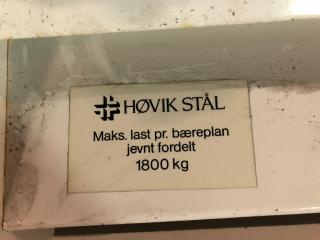 HØVIK STÅL
Maks. last pr. bæreplan
jevnt fordelt
1800 kg